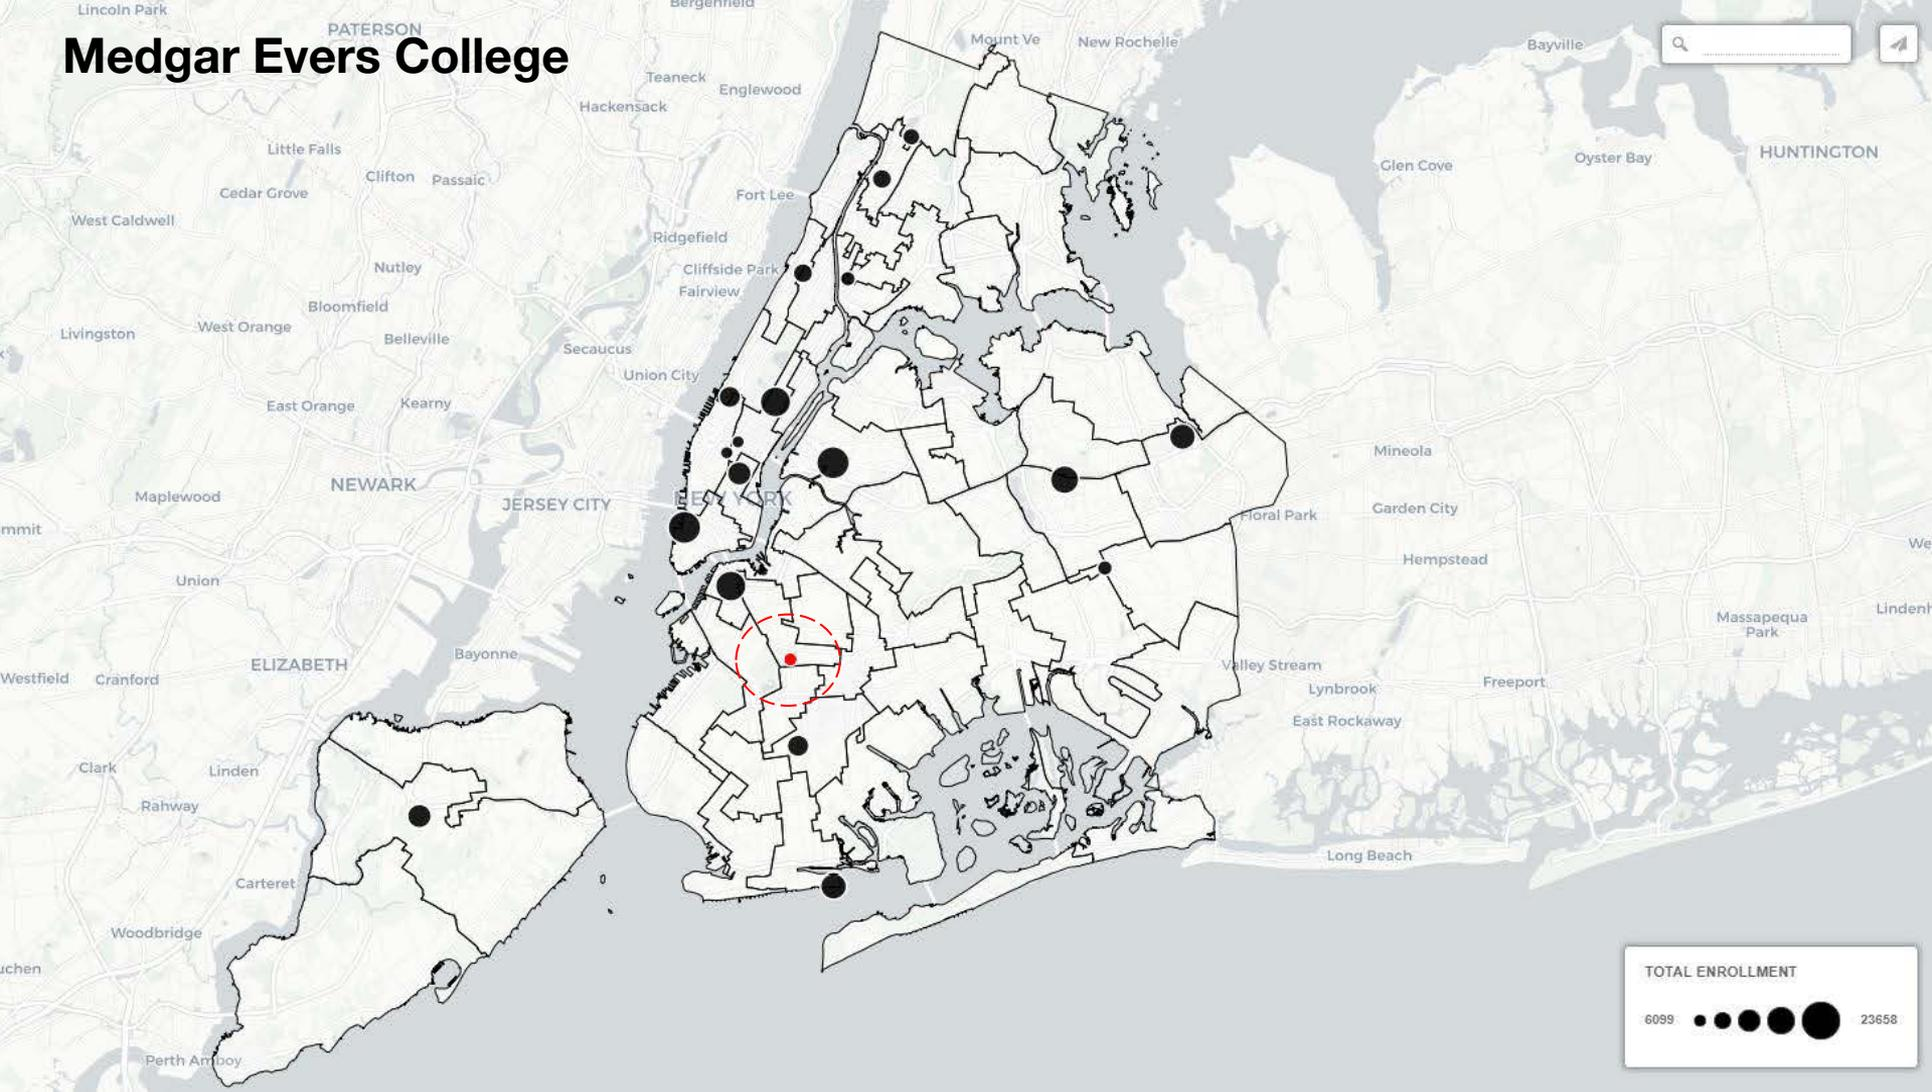 Lincoln Park
Bergenfield
PATERSON
Medgar Evers College
Mount Ve
New Rochelle
Bayville
Teaneck
Englewood
Hackensack
Little Falls
Clifton
Passaic
Cedar Grove
Fort Lee
West Caldwell
Glen Cove
Oyster Bay
HUNTINGTON
Ridgefield
Nutley
Cliffside Park
Fairview
Bloomfield
Livingston
West Orange
Belleville
Secaucus
Union City
East Orange
Kearny
Mineola
NEWARK
Maplewood
JERSEY CITY
NEW YORK
Floral Park
Garden City
mmit
We
Hempstead
Union
Massapequa
Park
Lindenh
ELIZABETH
Bayonne
Valley Stream
Westfield
Cranford
Lynbrook
Freeport
East Rockaway
Clark
Linden
Rahway
Long Beach
Carteret
Woodbridge
uchen
Perth Amboy
TOTAL ENROLLMENT
6099
23658